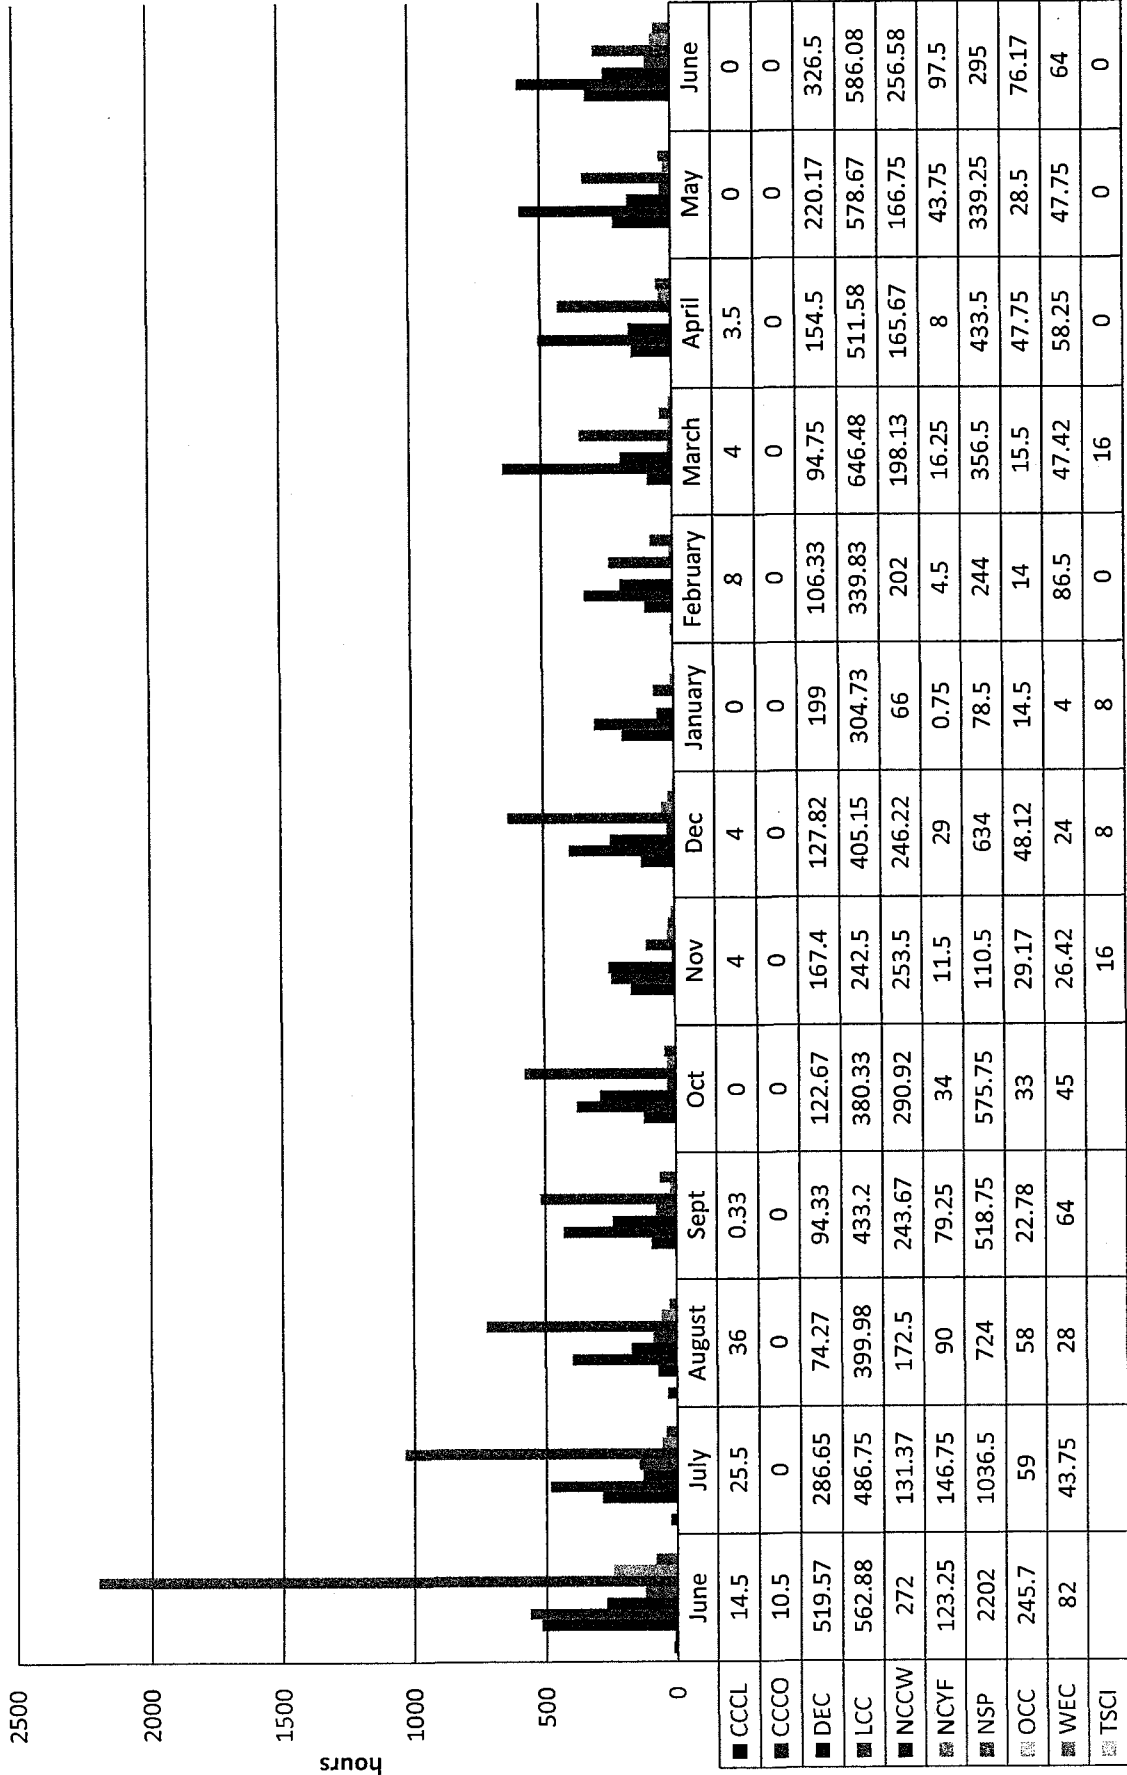 2500
2000
1500
1000
500
0
hours
June July August Sept Oct Nov Dec January February March April May June
CCCL 14.5 25.5 36 0.33 0 4 4 0 8 4 3.5 0 0
CCCO 10.5 0 0 0 0 0 0 0 0 0 0 0 0
DEC 519.57 286.65 74.27 94.33 122.67 167.4 127.82 199 106.33 94.75 154.5 220.17 326.5
LCC 562.88 486.75 399.98 433.2 380.33 242.5 405.15 304.73 339.83 646.48 511.58 578.67 586.08
NCCW 272 131.37 172.5 243.67 290.92 253.5 246.22 66 202 198.13 165.67 166.75 256.58
NCYF 123.25 146.75 90 79.25 34 11.5 29 0.75 4.5 16.25 8 43.75 97.5
NSP 2202 1036.5 724 518.75 575.75 110.5 634 78.5 244 356.5 433.5 339.25 295
OCC 245.7 59 58 22.78 33 29.17 48.12 14.5 14 15.5 47.75 28.5 76.17
WEC 82 43.75 28 64 45 26.42 24 4 86.5 47.42 58.25 47.75 64
TSCI 16 8 8 0 16 0 0 0